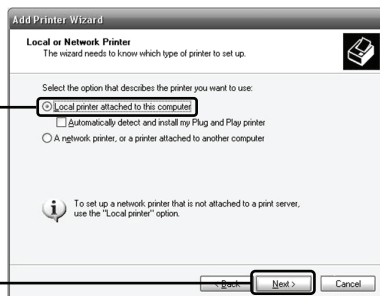 Add Printer Wizard
Local or Network Printer
The wizard needs to know which type of printer to set up.
Select the option that describes the printer you want to use:
Local printer attached to this computer
Automatically detect and install my Plug and Play printer
A network printer, or a printer attached to another computer
To set up a network printer that is not attached to a print server,
use the "Local printer" option.
< Back Next > Cancel